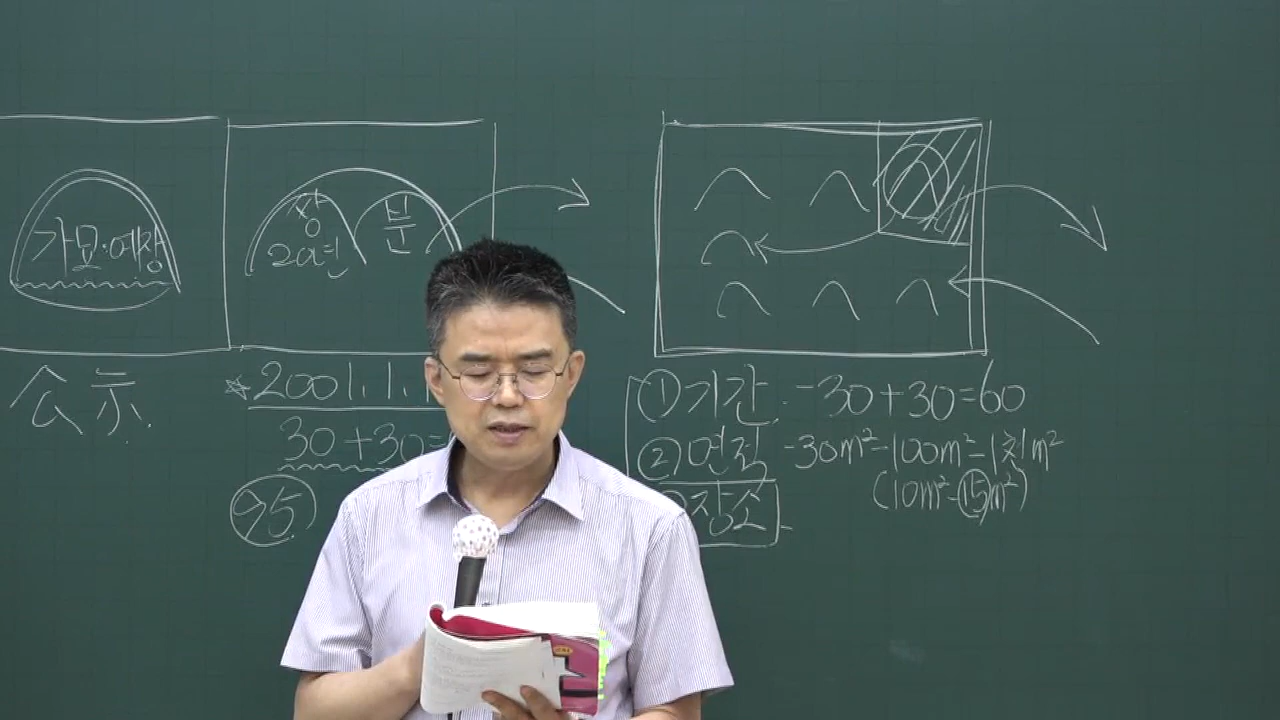 가묘·예장
장
20년
분
公示
*2001.1.1
30+30=
95
①기간 -30+30=60
②면적 -30m²-100m²-1천m²
(10m²-⑮m²)
장소 -